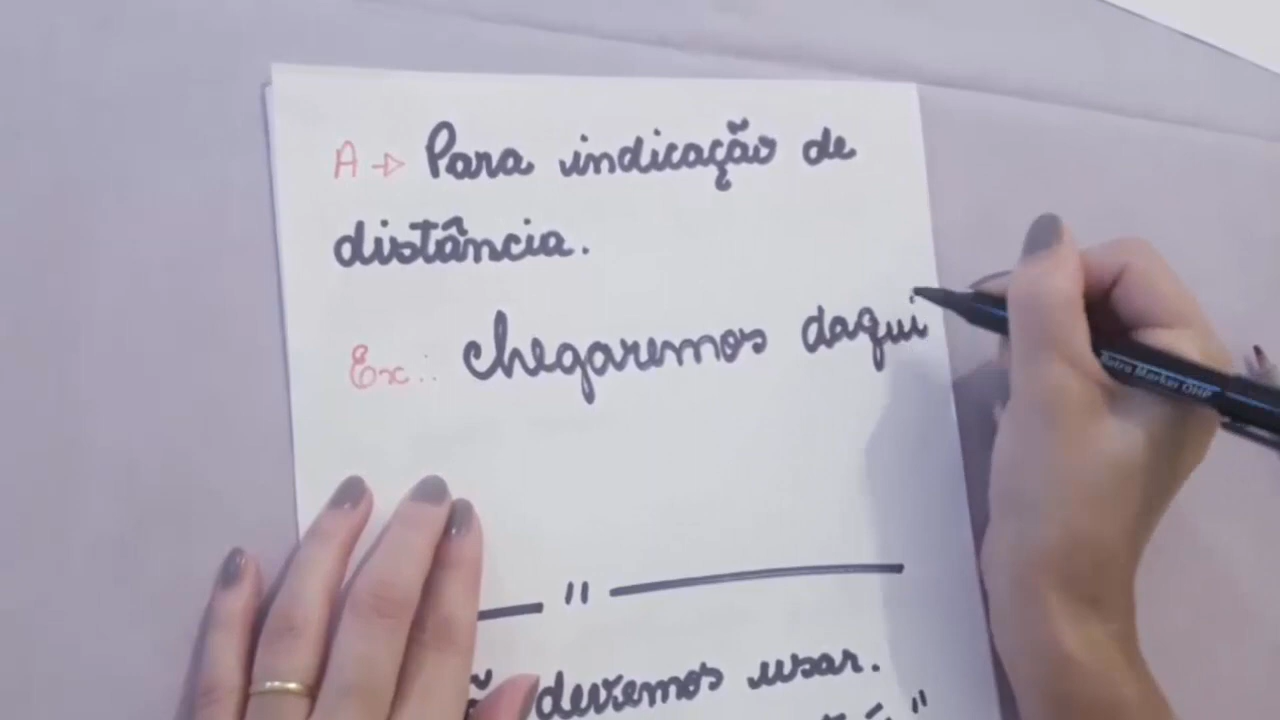 A → Para indicação de
distância.
Ex.: chegaremos daqui
"
devemos usar.
"